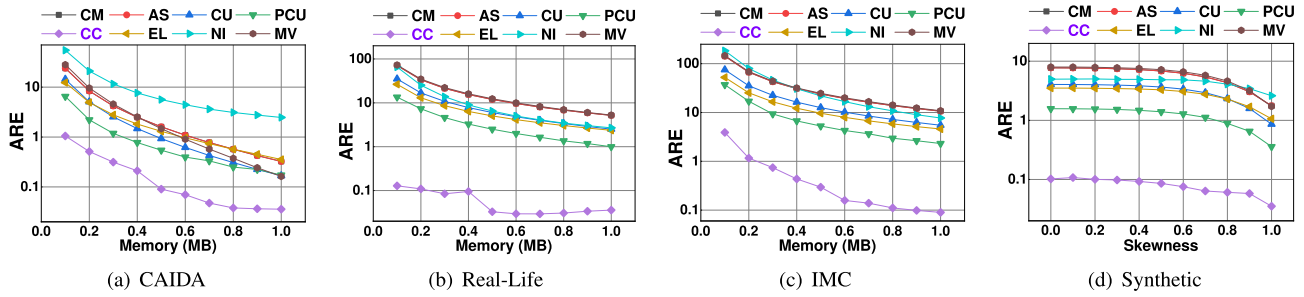 CM AS CU PCU
CC EL NI MV
ARE
10
1
0.1
0.0 0.2 0.4 0.6 0.8 1.0
Memory (MB)
(a) CAIDA
CM AS CU PCU
CC EL NI MV
ARE
100
10
1
0.1
0.0 0.2 0.4 0.6 0.8 1.0
Memory (MB)
(b) Real-Life
CM AS CU PCU
CC EL NI MV
ARE
100
10
1
0.1
0.0 0.2 0.4 0.6 0.8 1.0
Memory (MB)
(c) IMC
CM AS CU PCU
CC EL NI MV
ARE
10
1
0.1
0.0 0.2 0.4 0.6 0.8 1.0
Skewness
(d) Synthetic